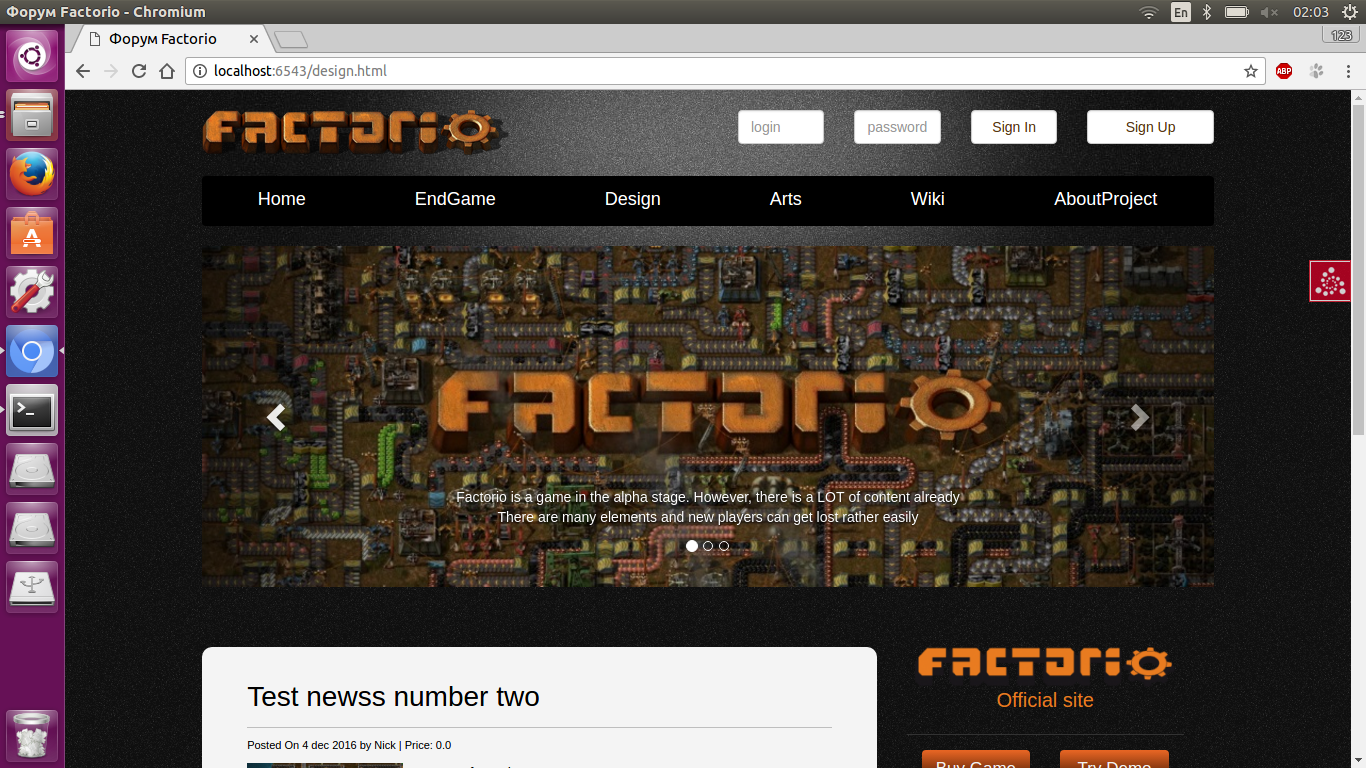 Форум Factorio - Chromium
En
02:03
Форум Factorio
123
localhost:6543/design.html
ABP
FACTORIO
login
password
Sign In
Sign Up
Home
EndGame
Design
Arts
Wiki
AboutProject
FACTORIO
Factorio is a game in the alpha stage. However, there is a LOT of content already
There are many elements and new players can get lost rather easily
FACTORIO
Official site
Test newss number two
Posted On 4 dec 2016 by Nick | Price: 0.0
Buy Game
Try Demo